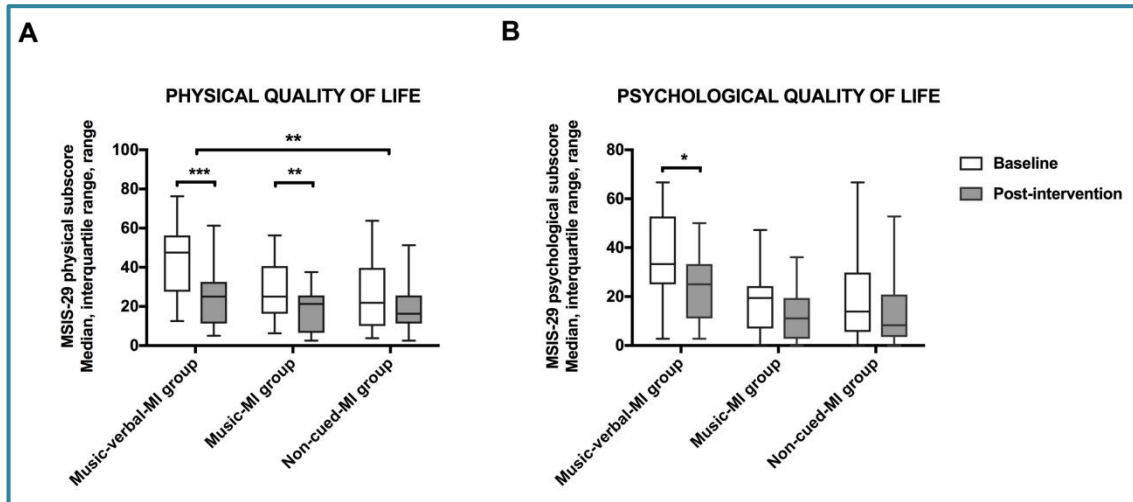 A
PHYSICAL QUALITY OF LIFE
MSIS-29 physical subscore
Median, interquartile range, range
100
80
60
40
20
0
**
***
**
Music-verbal-MI group
Music-MI group
Non-cued-MI group
B
PSYCHOLOGICAL QUALITY OF LIFE
MSIS-29 psychological subscore
Median, interquartile range, range
80
60
40
20
0
*
Music-verbal-MI group
Music-MI group
Non-cued-MI group
Baseline
Post-intervention